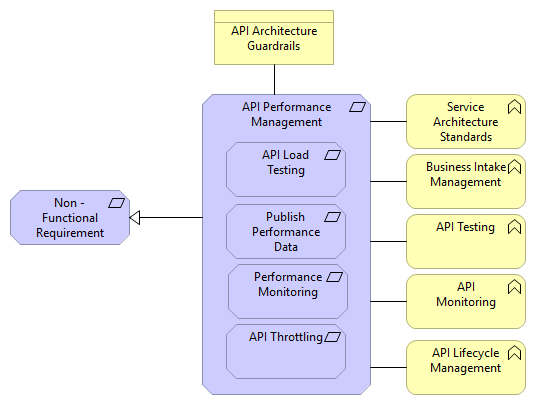 API Architecture
Guardrails
API Performance
Management
API Load
Testing
Publish
Performance
Data
Performance
Monitoring
API Throttling
Non -
Functional
Requirement
Service
Architecture
Standards
Business Intake
Management
API Testing
API
Monitoring
API Lifecycle
Management